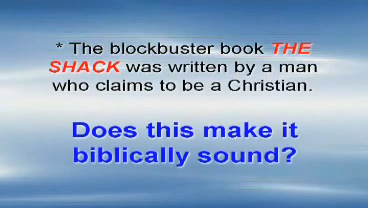 * The blockbuster book THE
SHACK was written by a man
who claims to be a Christian.
Does this make it
biblically sound?